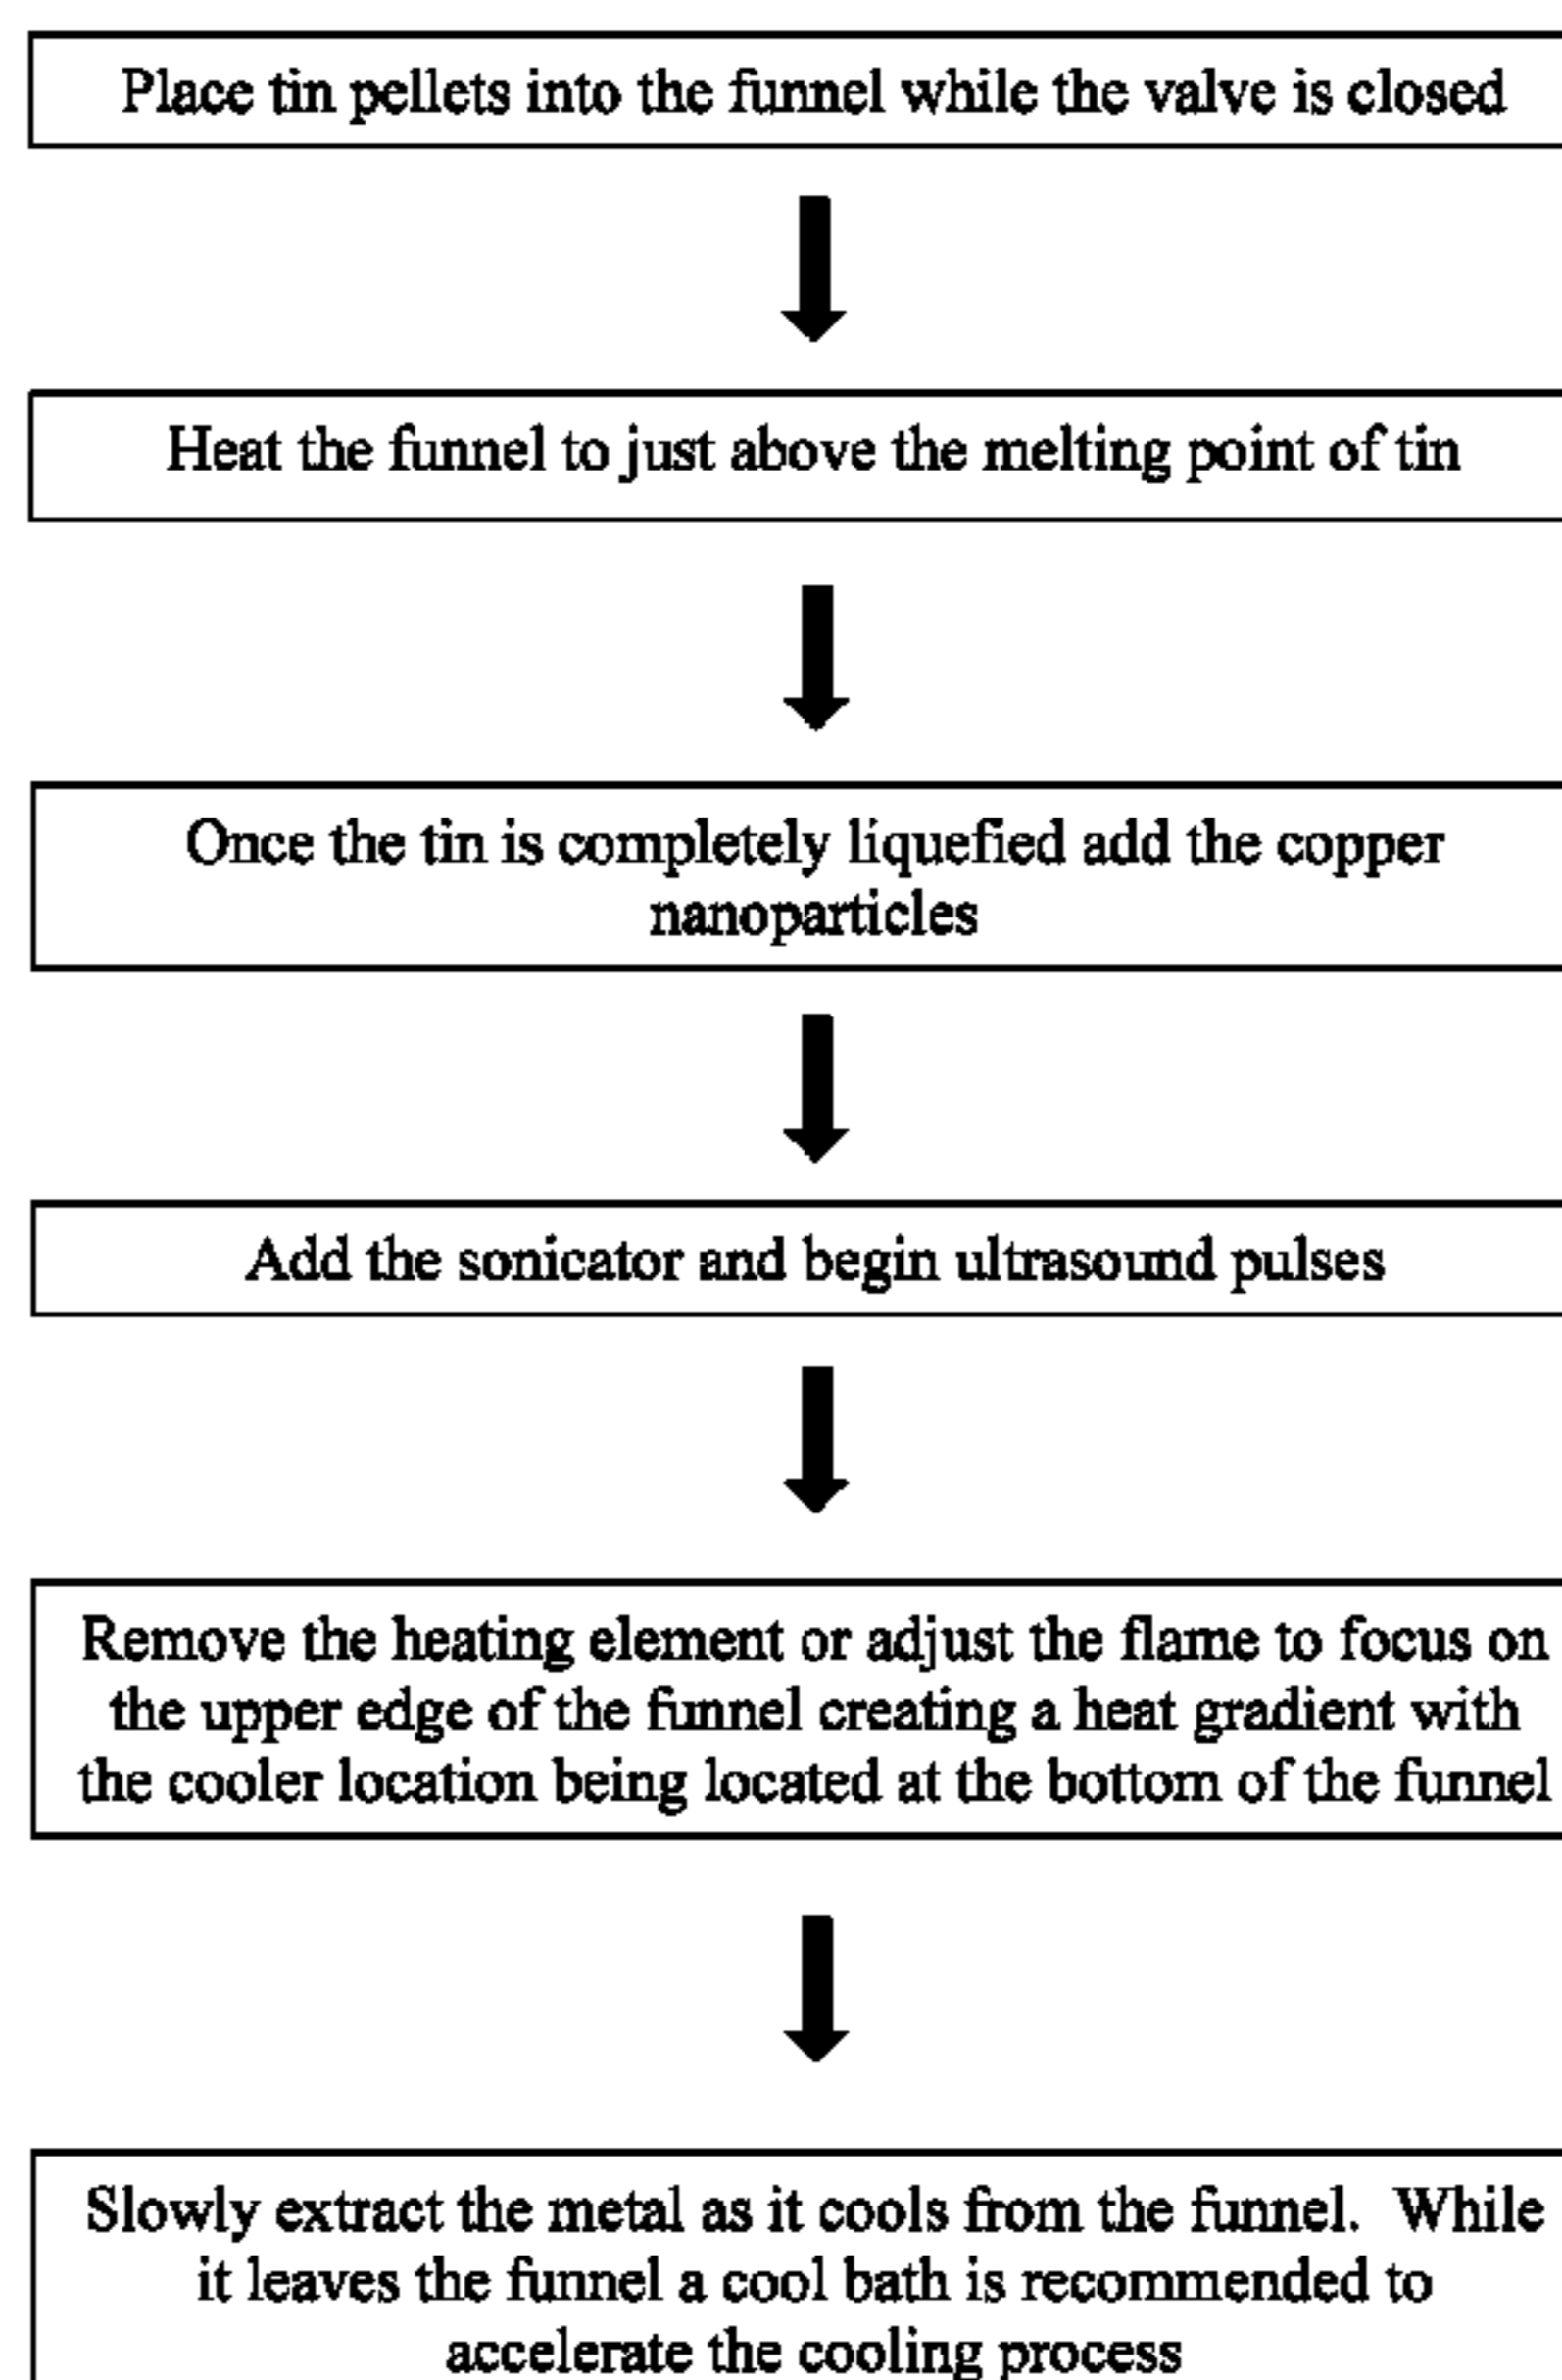 Place tin pellets into the funnel while the valve is closed
Heat the funnel to just above the melting point of tin
Once the tin is completely liquefied add the copper
nanoparticles
Add the sonicator and begin ultrasound pulses
Remove the heating element or adjust the flame to focus on
the upper edge of the funnel creating a heat gradient with
the cooler location being located at the bottom of the funnel
Slowly extract the metal as it cools from the funnel. While
it leaves the funnel a cool bath is recommended to
accelerate the cooling process